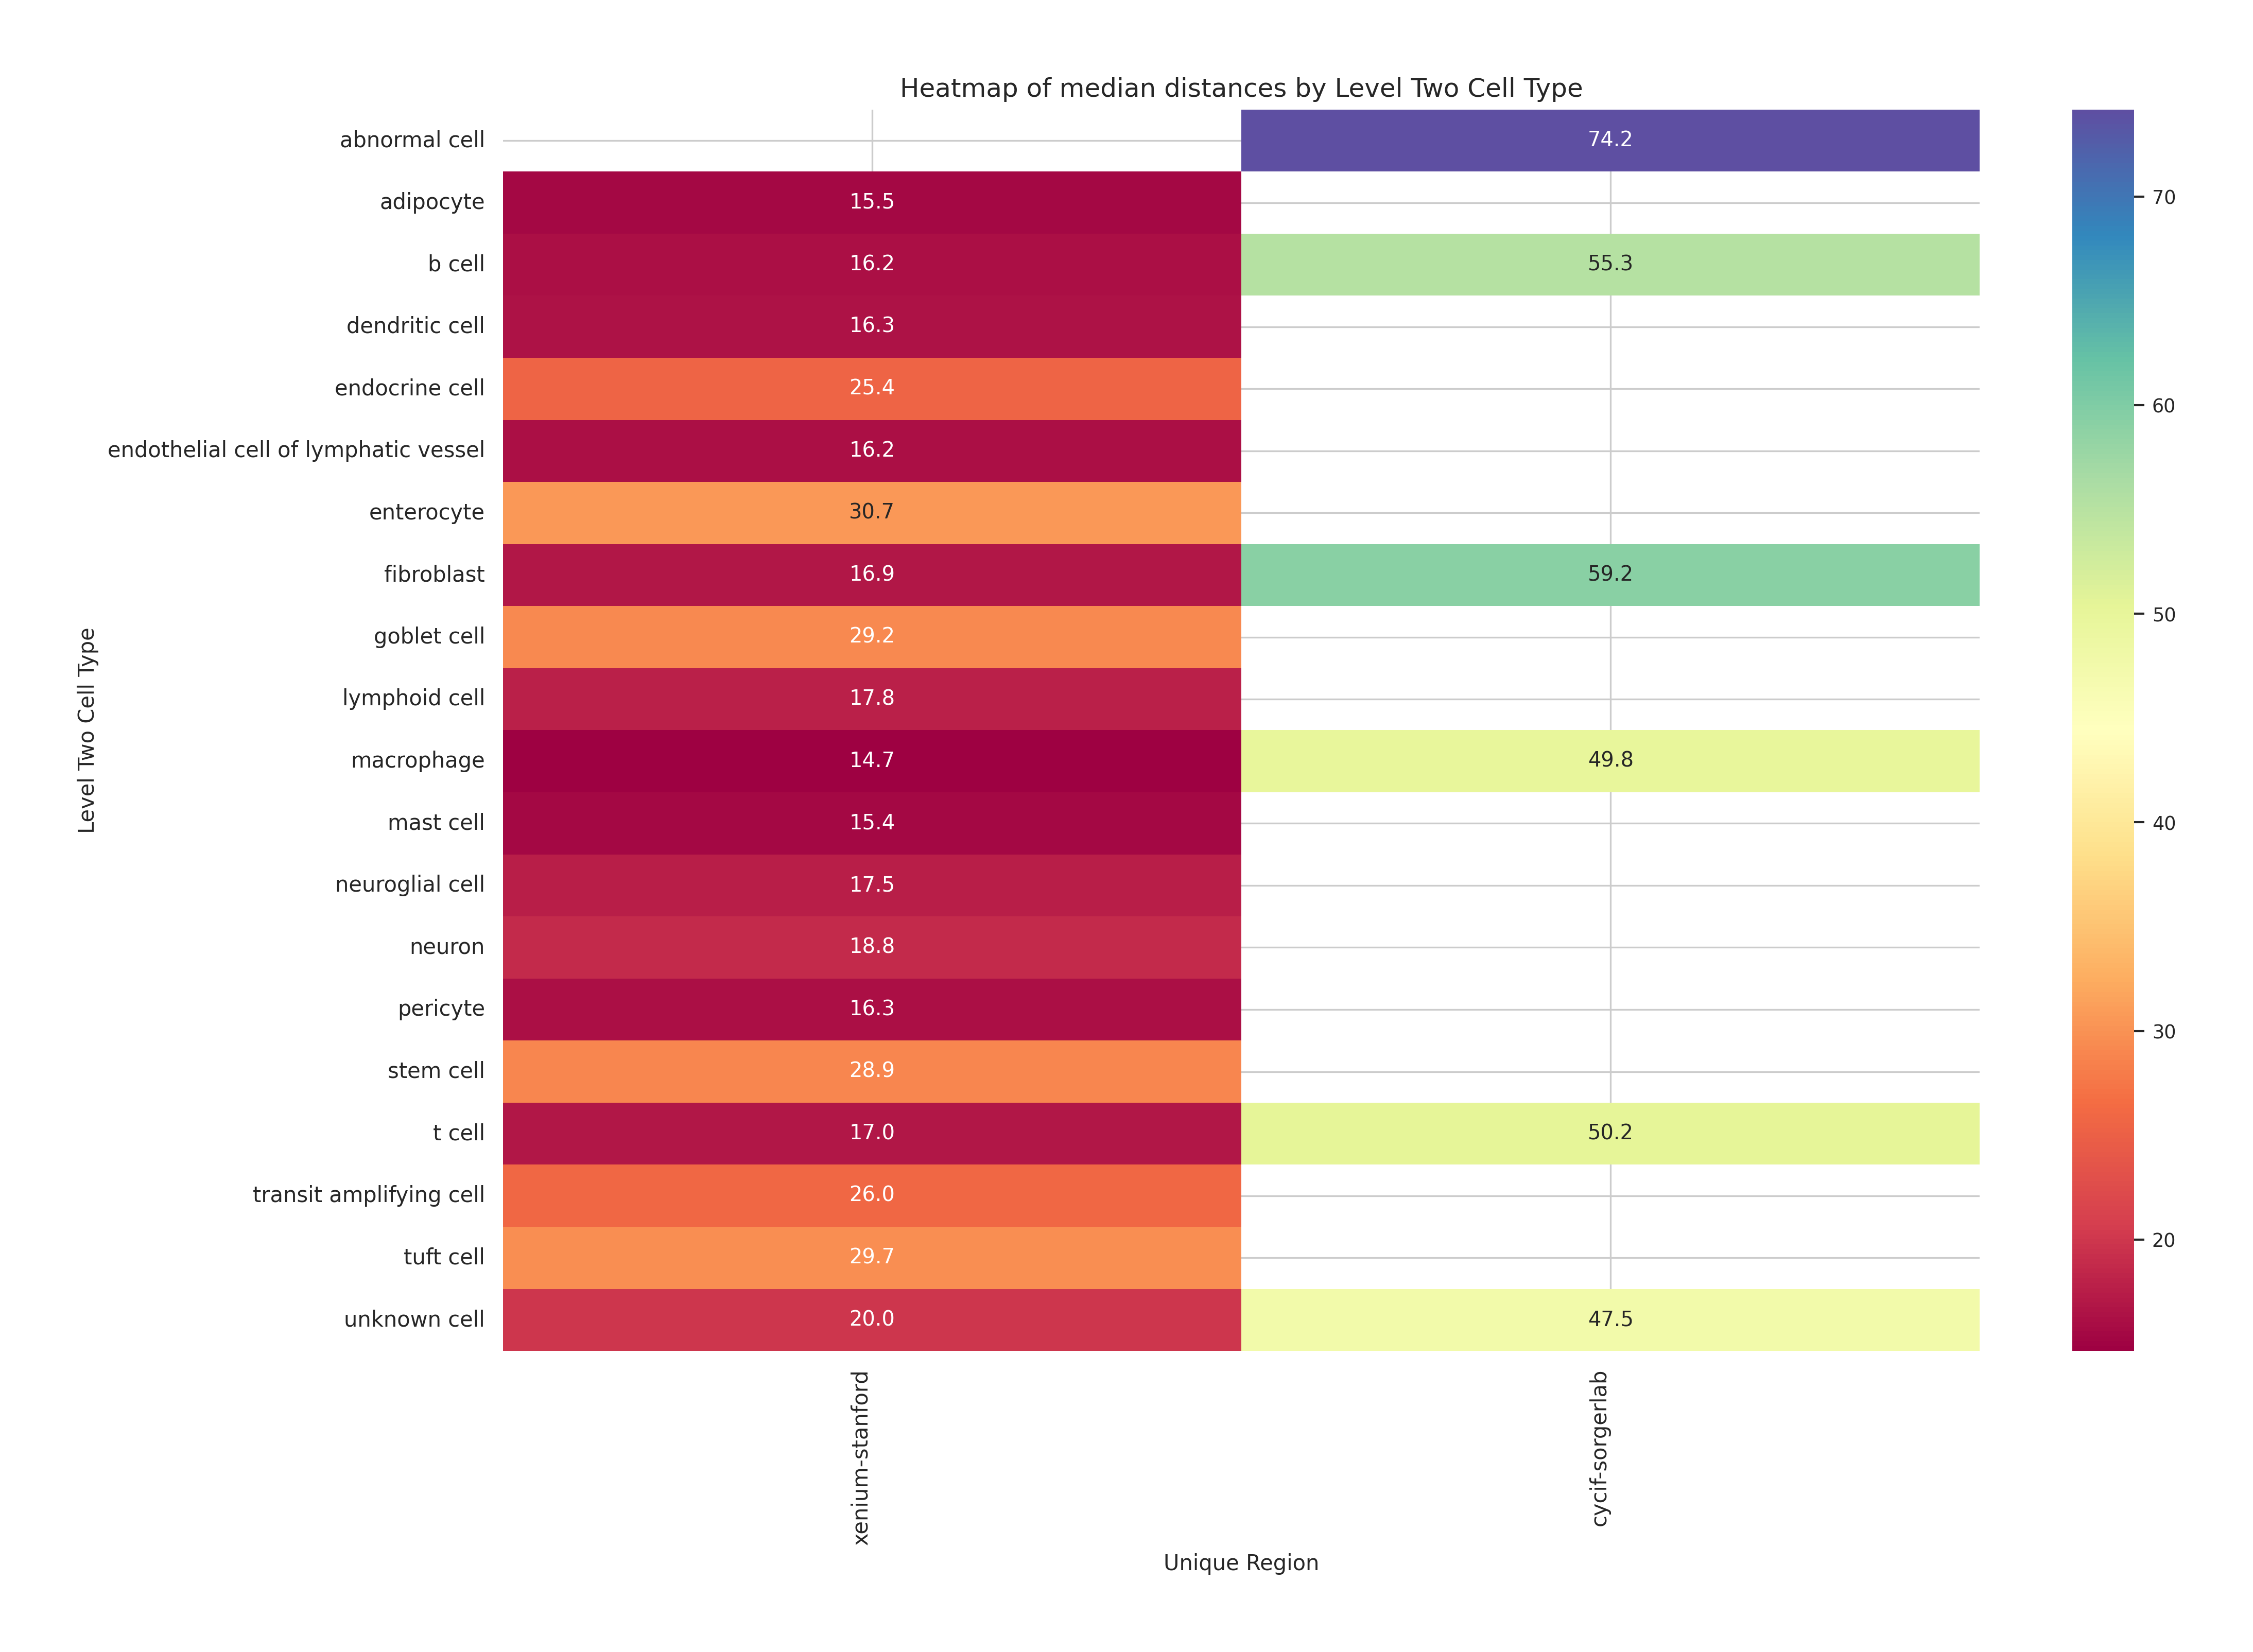 Heatmap of median distances by Level Two Cell Type
abnormal cell 74.2
adipocyte 15.5
b cell 16.2 55.3
dendritic cell 16.3
endocrine cell 25.4
endothelial cell of lymphatic vessel 16.2
enterocyte 30.7
fibroblast 16.9 59.2
goblet cell 29.2
lymphoid cell 17.8
macrophage 14.7 49.8
mast cell 15.4
neuroglial cell 17.5
neuron 18.8
pericyte 16.3
stem cell 28.9
t cell 17.0 50.2
transit amplifying cell 26.0
tuft cell 29.7
unknown cell 20.0 47.5
Level Two Cell Type
xenium-stanford
cycif-sorgerlab
Unique Region
70
60
50
40
30
20